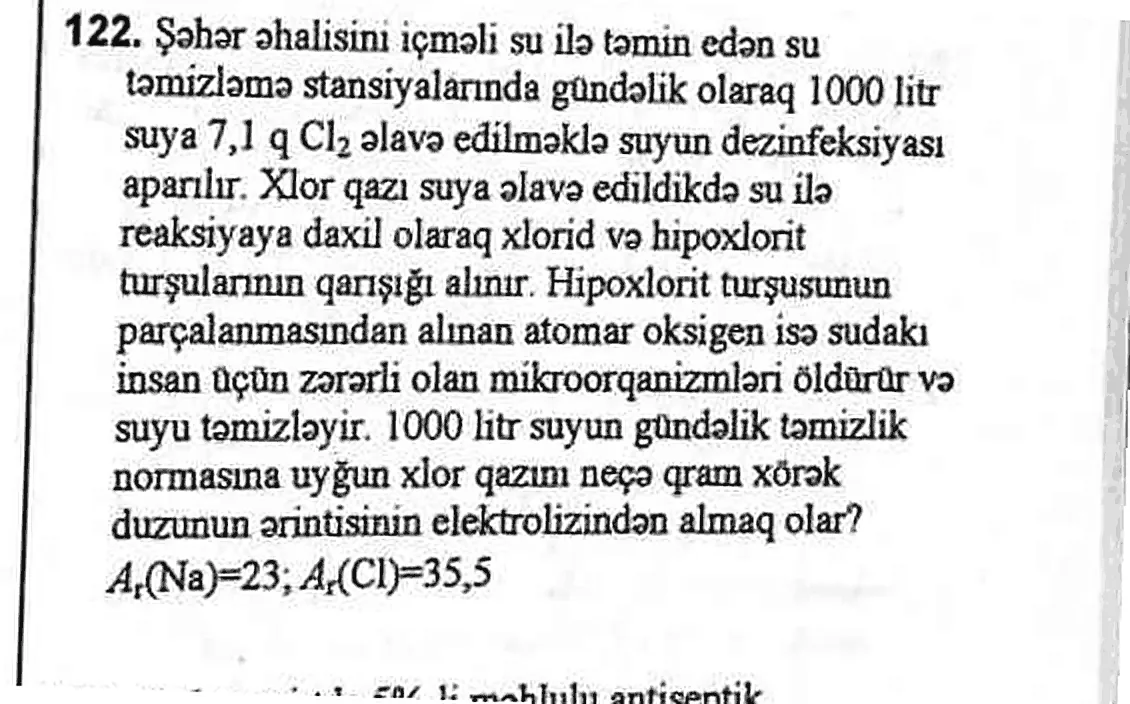 122. Şəhər əhalisini içməli su ilə təmin edən su
təmizləmə stansiyalarında gündəlik olaraq 1000 litr
suya 7,1 q Cl₂ əlavə edilməklə suyun dezinfeksiyası
aparılır. Xlor qazı suya əlavə edildikdə su ilə
reaksiyaya daxil olaraq xlorid və hipoxlorit
turşularının qarışığı alınır. Hipoxlorit turşusunun
parçalanmasından alınan atomar oksigen isə sudakı
insan üçün zərərli olan mikroorqanizmləri öldürür və
suyu təmizləyir. 1000 litr suyun gündəlik təmizlik
normasına uyğun xlor qazını neçə qram xörək
duzunun ərintisinin elektrolizindən almaq olar?
Aᵣ(Na)=23; Aᵣ(Cl)=35,5
5%-li məhlulu antiseptik